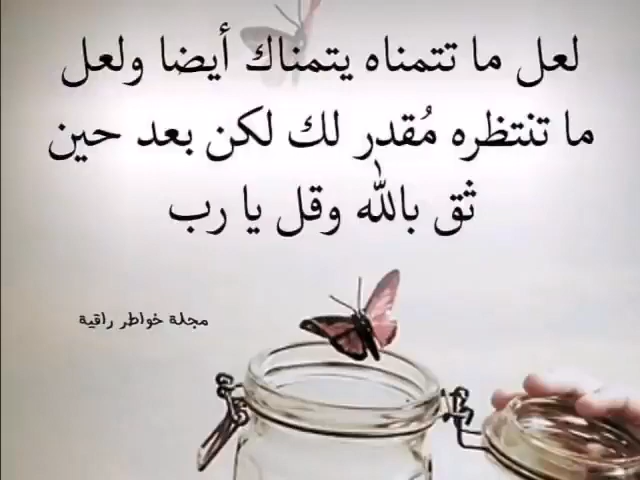 لعل ما تتمناه يتمناك أيضا ولعل
ما تنتظره مُقدر لك لكن بعد حين
ثق بالله وقل يا رب
مجلة خواطر راقية